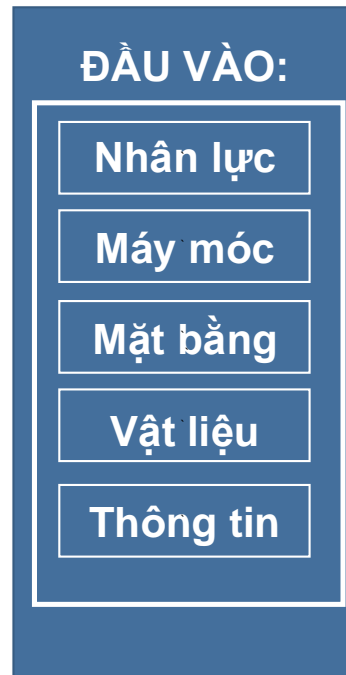 ĐẦU VÀO:
Nhân lực
Máy móc
Mặt bằng
Vật liệu
Thông tin